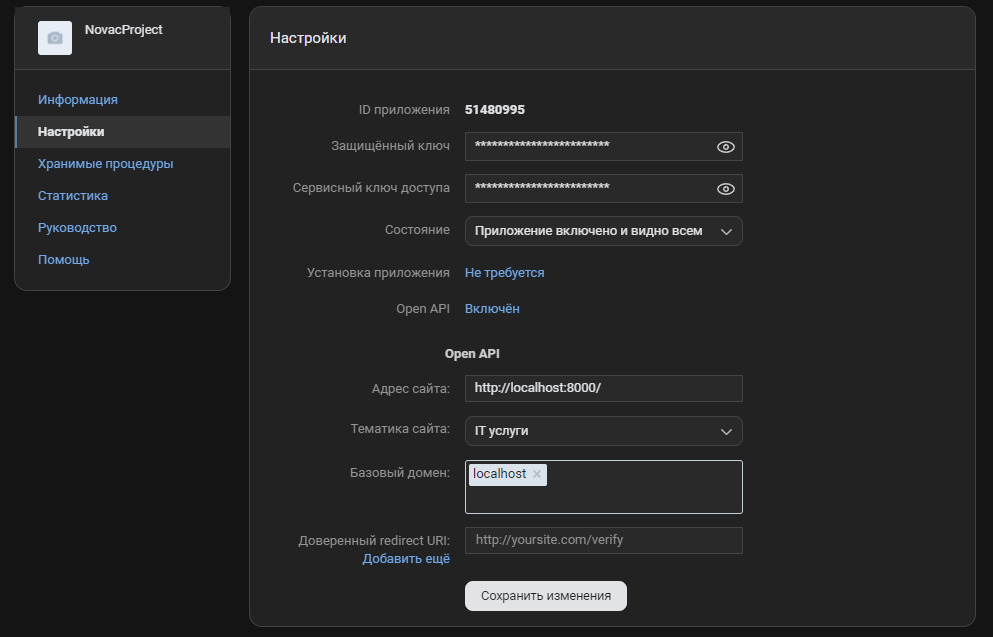 NovacProject
Информация
Настройки
Хранимые процедуры
Статистика
Руководство
Помощь
Настройки
ID приложения 51480995
Защищённый ключ ************************
Сервисный ключ доступа ************************
Состояние Приложение включено и видно всем
Установка приложения Не требуется
Open API Включён
Open API
Адрес сайта: http://localhost:8000/
Тематика сайта: IT услуги
Базовый домен: localhost ×
Доверенный redirect URI: http://yoursite.com/verify
Добавить ещё
Сохранить изменения